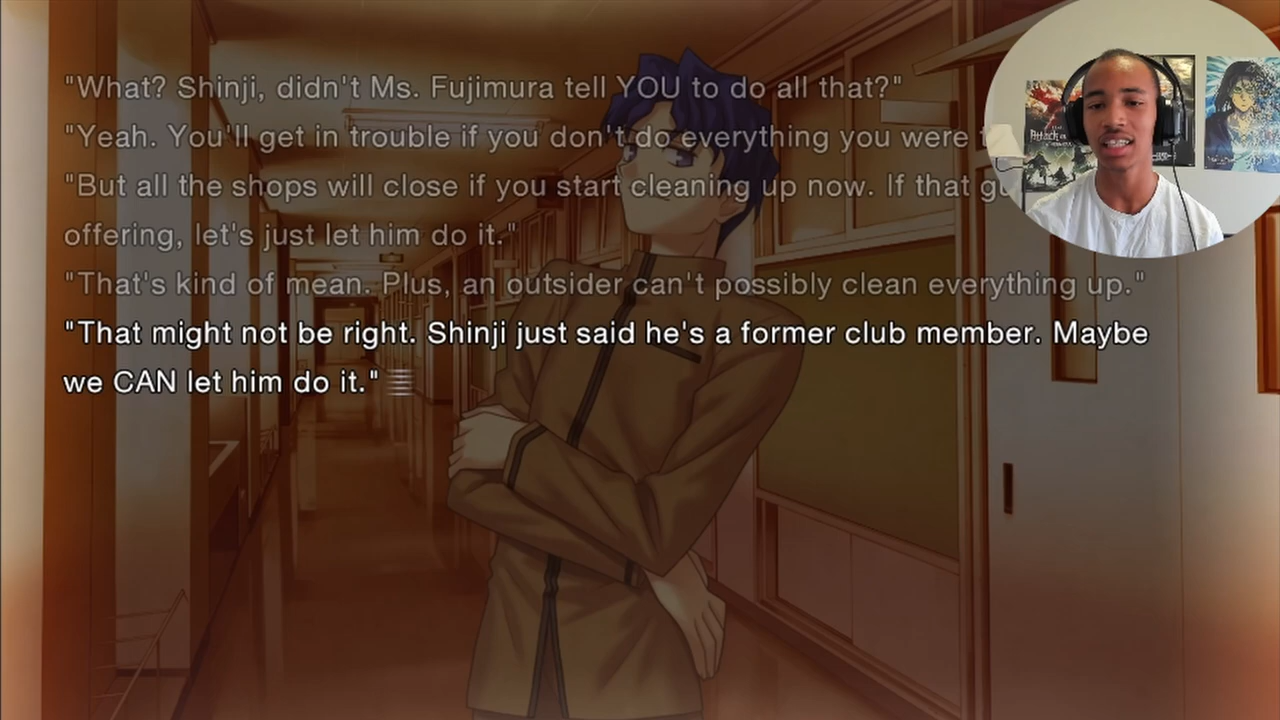 "What? Shinji, didn't Ms. Fujimura tell YOU to do all that?"
"Yeah. You'll get in trouble if you don't do everything you were
"But all the shops will close if you start cleaning up now. If that
offering, let's just let him do it."
"That's kind of mean. Plus, an outsider can't possibly clean everything up."
"That might not be right. Shinji just said he's a former club member. Maybe
we CAN let him do it."